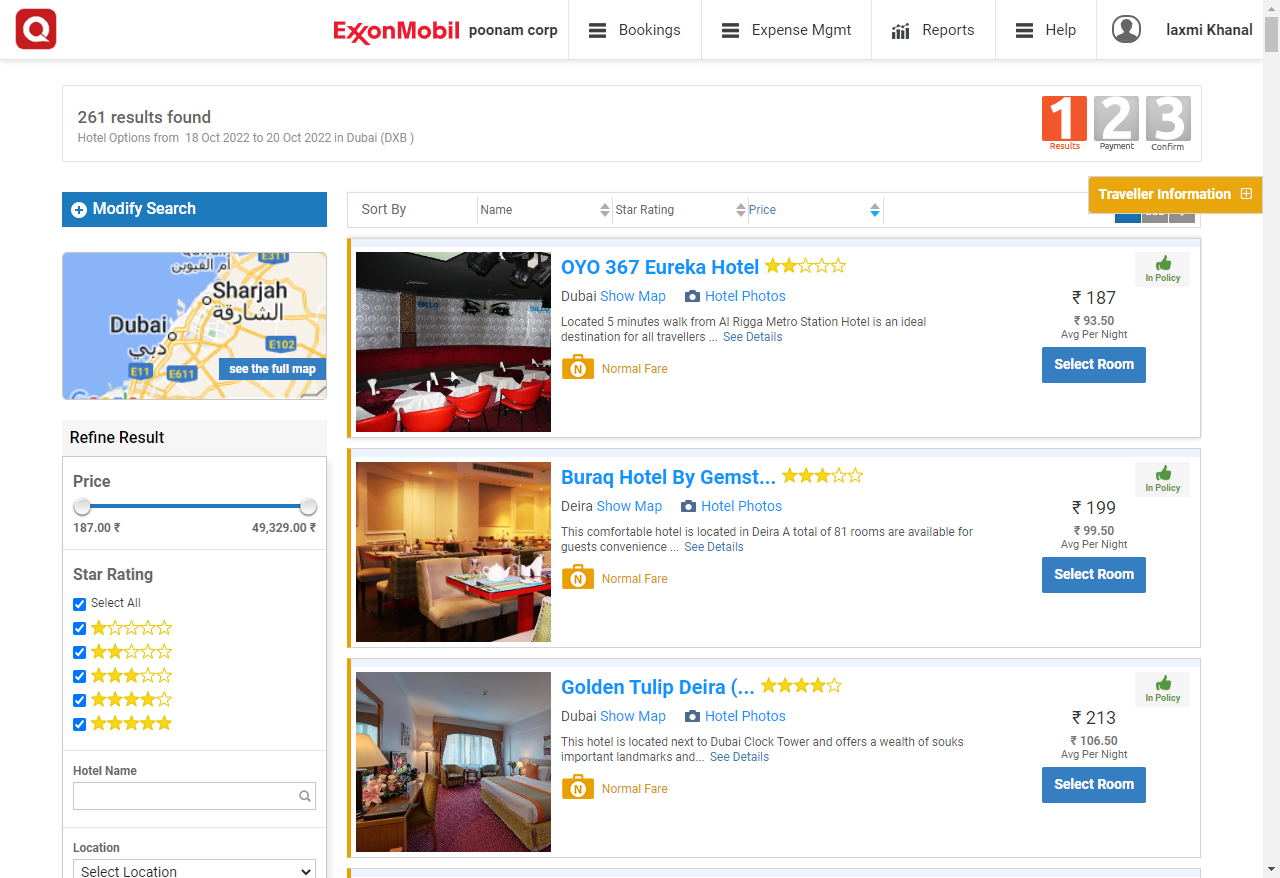 Q
ExxonMobil poonam corp Bookings Expense Mgmt Reports Help laxmi Khanal
261 results found
Hotel Options from 18 Oct 2022 to 20 Oct 2022 in Dubai (DXB )
1 2 3
Results Payment Confirm
Traveller Information
Modify Search
Sort By Name Star Rating Price
E311
أم القيوين
Sharjah
الشارقة
Dubai
دبي
E102
E11
E611
see the full map
Google
Refine Result
Price
187.00 ₹ 49,329.00 ₹
Star Rating
Select All
Hotel Name
Location
Select Location
OYO 367 Eureka Hotel
In Policy
Dubai Show Map Hotel Photos
₹ 187
Located 5 minutes walk from Al Rigga Metro Station Hotel is an ideal
destination for all travellers ... See Details
₹ 93.50
Avg Per Night
N Normal Fare
Select Room
Buraq Hotel By Gemst...
In Policy
Deira Show Map Hotel Photos
₹ 199
This comfortable hotel is located in Deira A total of 81 rooms are available for
guests convenience ... See Details
₹ 99.50
Avg Per Night
N Normal Fare
Select Room
Golden Tulip Deira (...
In Policy
Dubai Show Map Hotel Photos
₹ 213
This hotel is located next to Dubai Clock Tower and offers a wealth of souks
important landmarks and... See Details
₹ 106.50
Avg Per Night
N Normal Fare
Select Room